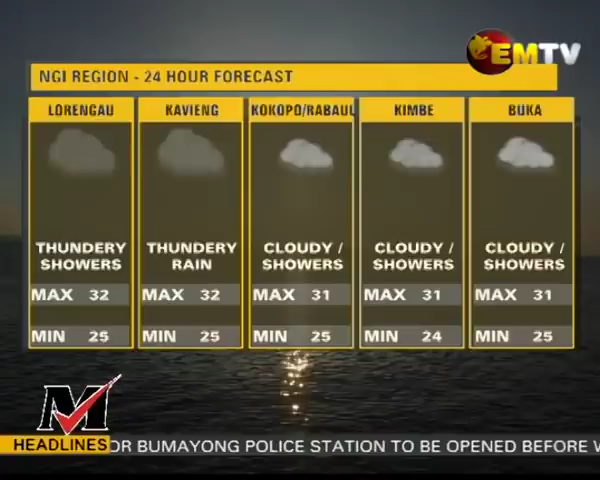 EMTV
NGI REGION - 24 HOUR FORECAST
LORENGAU
THUNDERY
SHOWERS
MAX 32
MIN 25
KAVIENG
THUNDERY
RAIN
MAX 32
MIN 25
KOKOPO/RABAUL
CLOUDY /
SHOWERS
MAX 31
MIN 25
KIMBE
CLOUDY /
SHOWERS
MAX 31
MIN 24
BUKA
CLOUDY /
SHOWERS
MAX 31
MIN 25
M
HEADLINES
OR BUMAYONG POLICE STATION TO BE OPENED BEFORE W